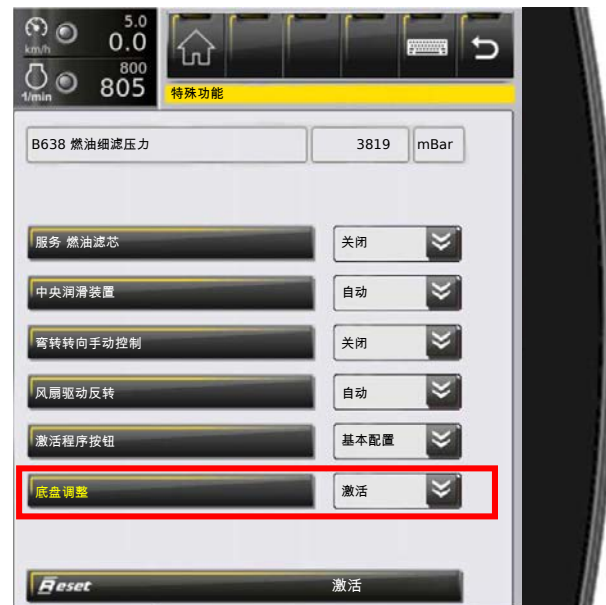 5.0
km/h 0.0
800
1/min 805
特殊功能
B638 燃油细滤压力 3819 mBar
服务 燃油滤芯 关闭
中央润滑装置 自动
弯转转向手动控制 关闭
风扇驱动反转 自动
激活程序按钮 基本配置
底盘调整 激活
Reset 激活